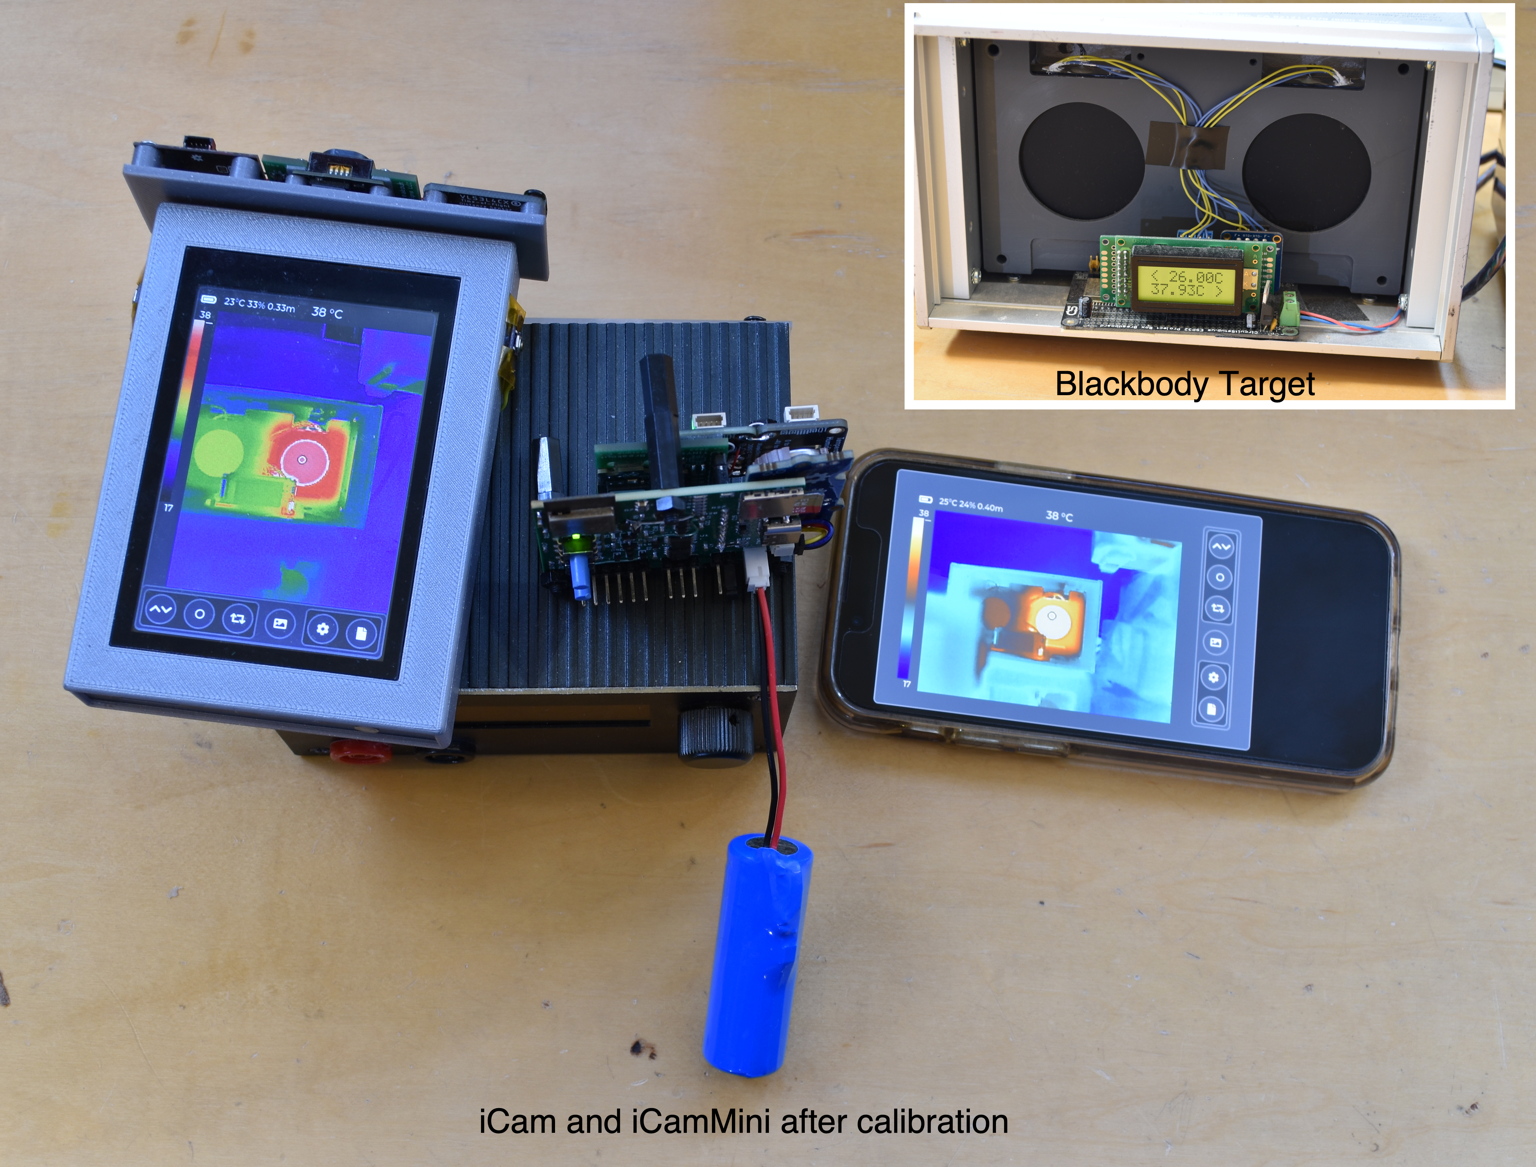 < 26.00C
37.93C >
Blackbody Target
23°C 33% 0.33m 38 °C
38
17
25°C 24% 0.40m 38 °C
38
17
iCam and iCamMini after calibration